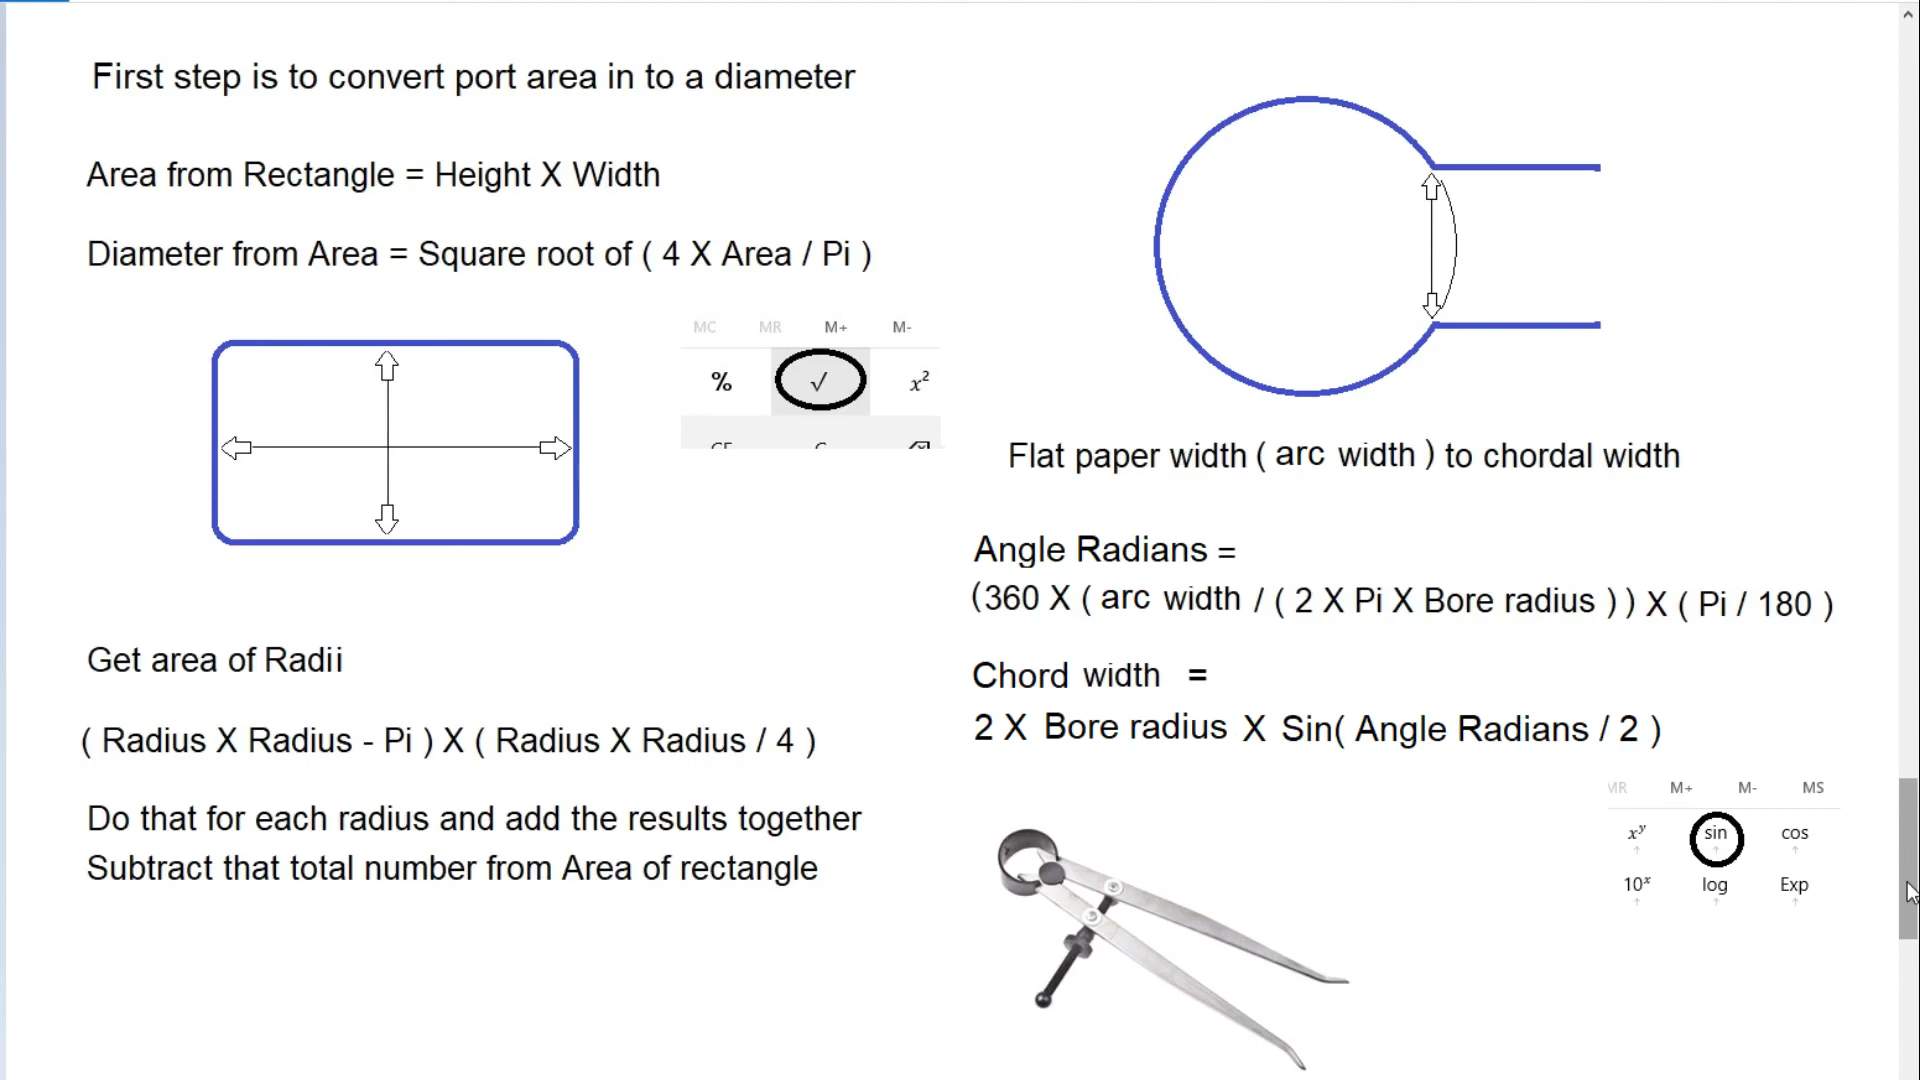 First step is to convert port area in to a diameter
Area from Rectangle = Height X Width
Diameter from Area = Square root of ( 4 X Area / Pi )
MC MR M+ M-
% √ x²
Get area of Radii
( Radius X Radius - Pi ) X ( Radius X Radius / 4 )
Do that for each radius and add the results together
Subtract that total number from Area of rectangle
Flat paper width ( arc width ) to chordal width
Angle Radians =
(360 X ( arc width / ( 2 X Pi X Bore radius ) ) X ( Pi / 180 )
Chord width =
2 X Bore radius X Sin( Angle Radians / 2 )
MR M+ M- MS
xʸ sin cos
10ˣ log Exp